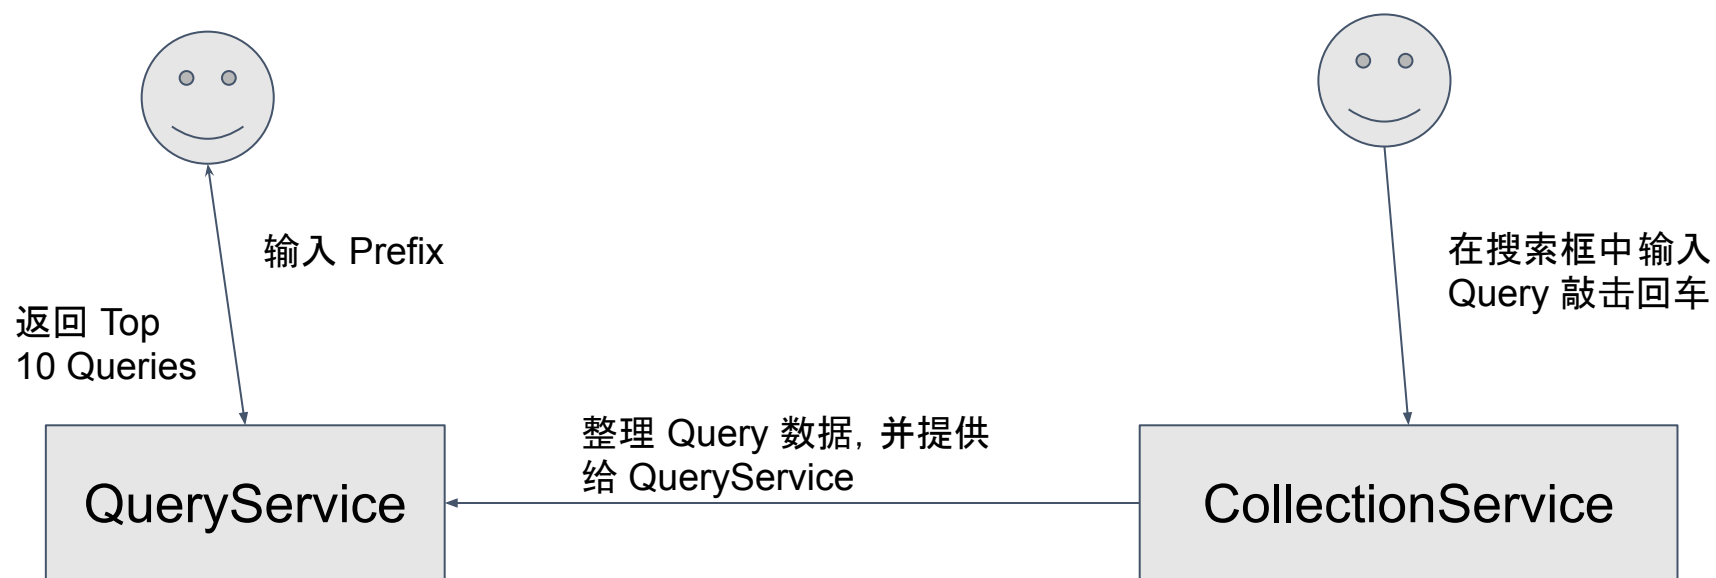 输入 Prefix
返回 Top
10 Queries
在搜索框中输入
Query 敲击回车
整理 Query 数据，并提供
给 QueryService
QueryService
CollectionService